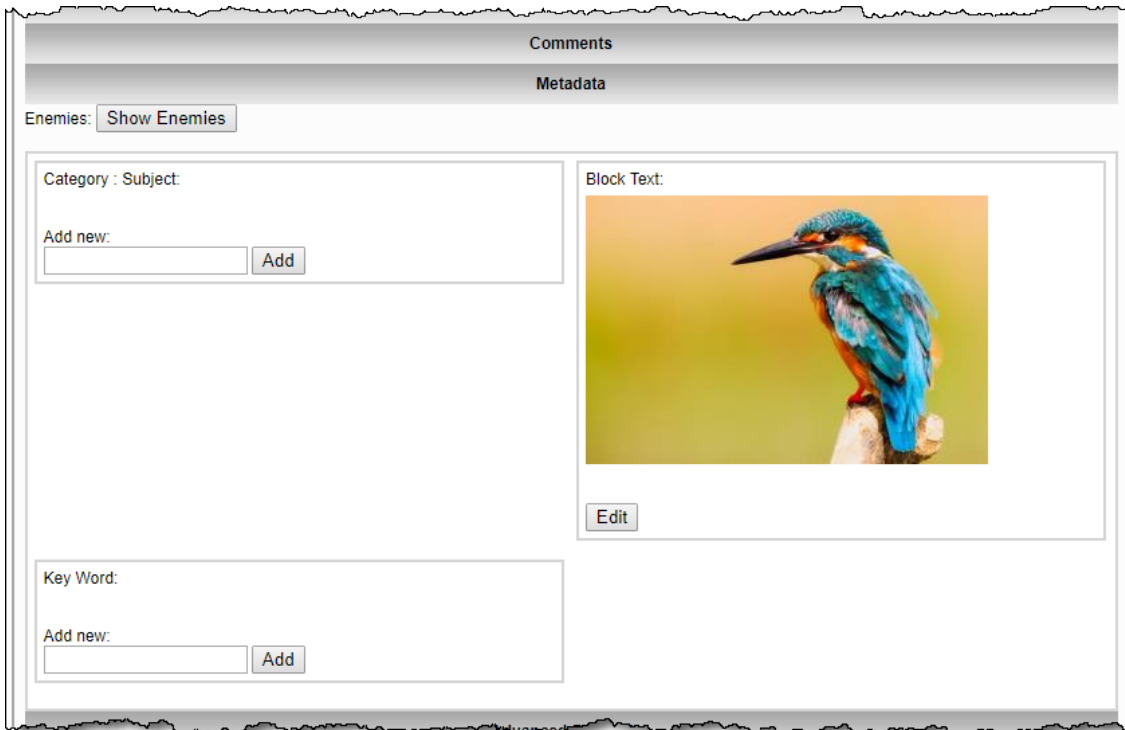 Comments
Metadata
Enemies: Show Enemies
Category : Subject:
Add new:
Add
Block Text:
Edit
Key Word:
Add new:
Add